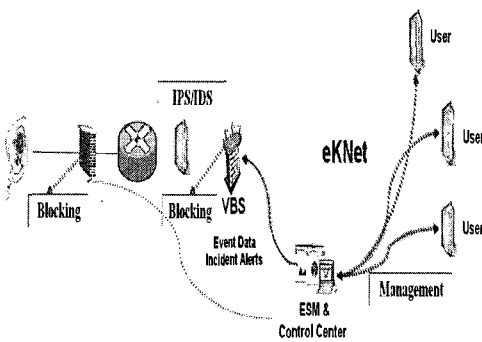 User
IPS/IDS
eKNet
User
Blocking
Blocking
VBS
User
Event Data
Incident Alerts
Management
ESM &
Control Center